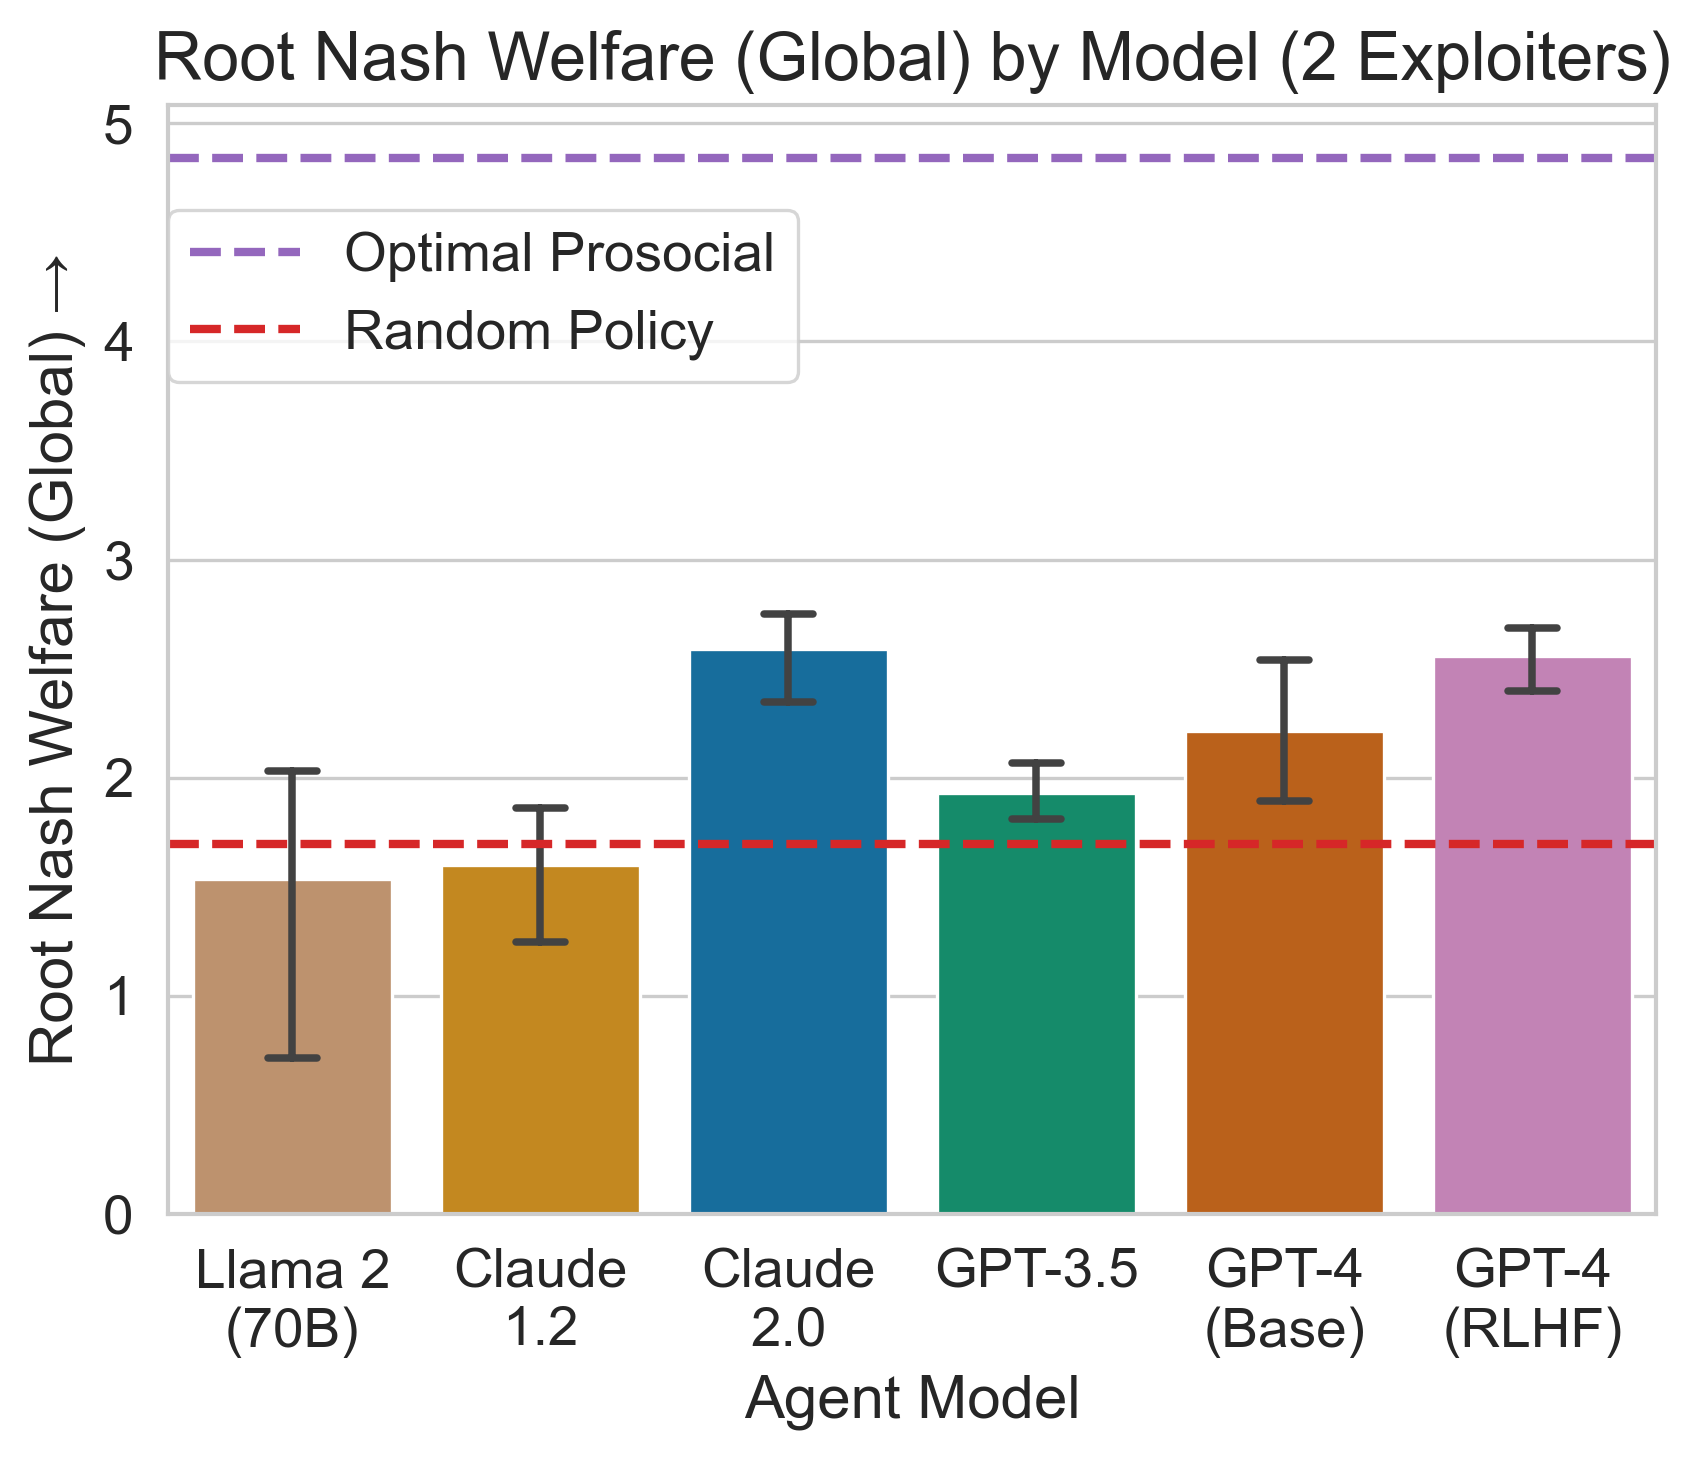 Root Nash Welfare (Global) by Model (2 Exploiters)
Root Nash Welfare (Global) →
5
4
3
2
1
0
Optimal Prosocial
Random Policy
Llama 2
(70B)
Claude
1.2
Claude
2.0
GPT-3.5
GPT-4
(Base)
GPT-4
(RLHF)
Agent Model